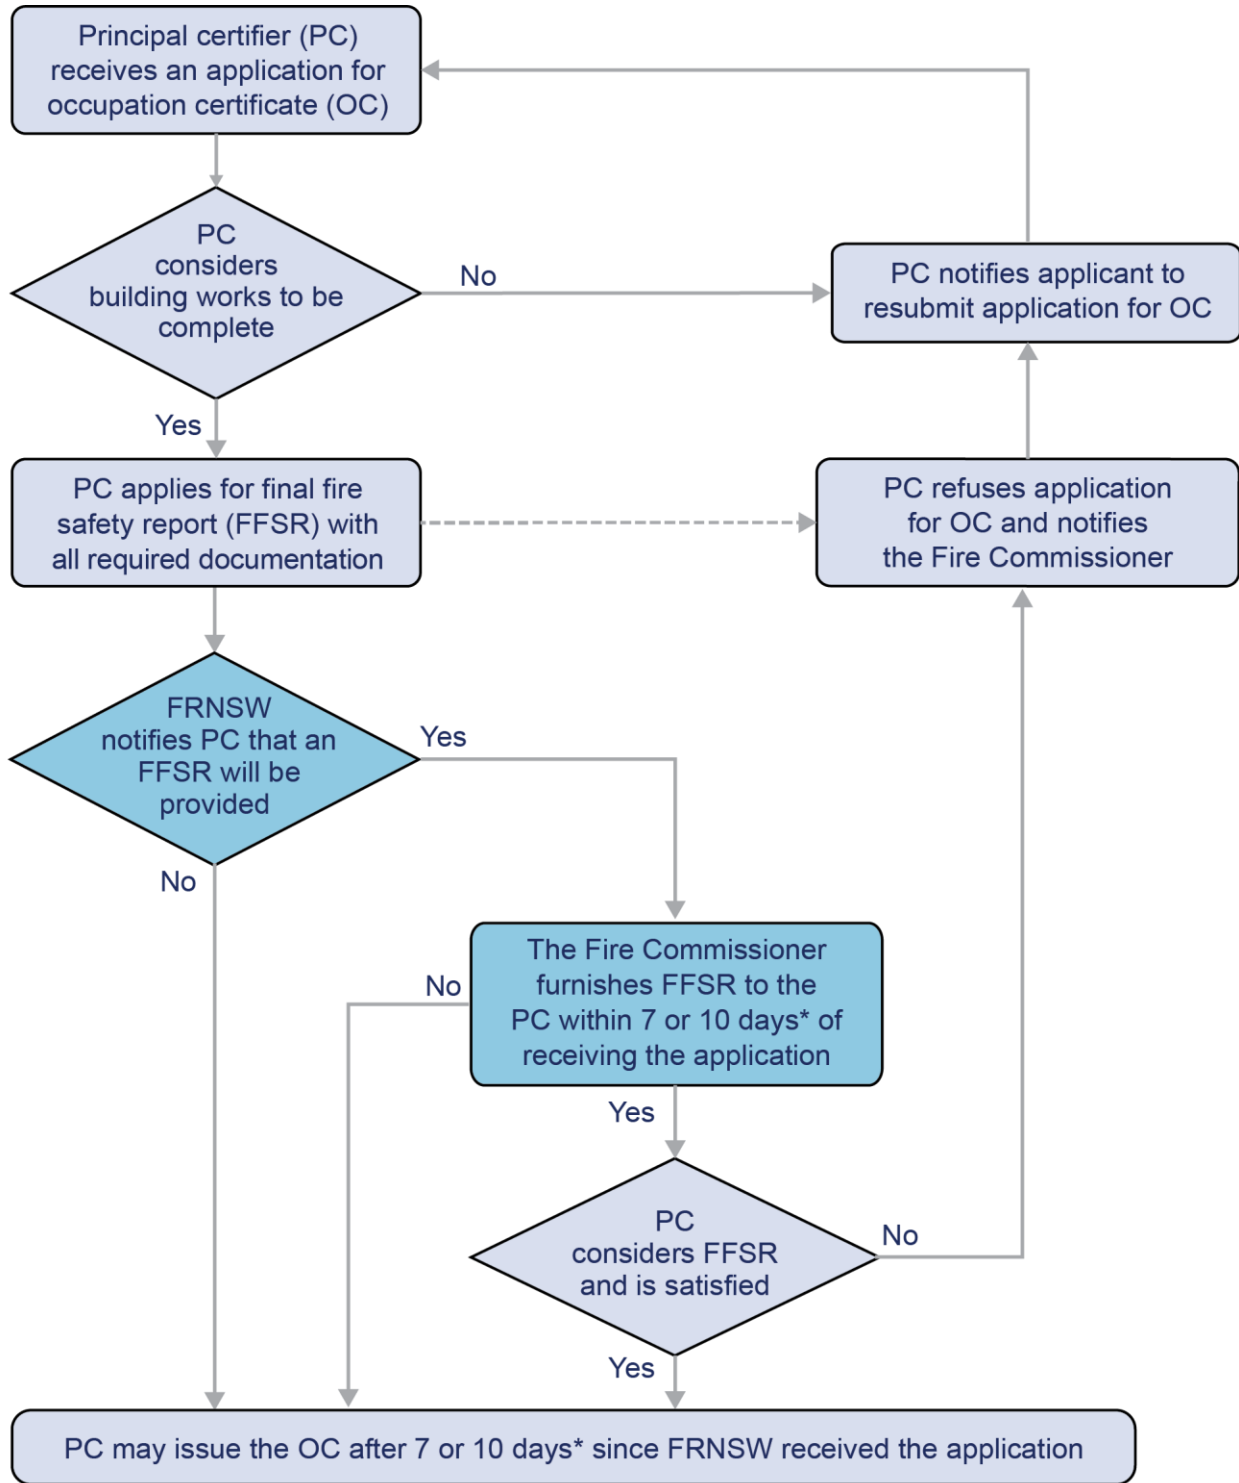 Principal certifier (PC)
receives an application for
occupation certificate (OC)
PC
considers
building works to be
complete
No
PC notifies applicant to
resubmit application for OC
Yes
PC applies for final fire
safety report (FFSR) with
all required documentation
PC refuses application
for OC and notifies
the Fire Commissioner
FRNSW
notifies PC that an
FFSR will be
provided
Yes
No
The Fire Commissioner
furnishes FFSR to the
PC within 7 or 10 days* of
receiving the application
No
Yes
PC
considers FFSR
and is satisfied
No
Yes
PC may issue the OC after 7 or 10 days* since FRNSW received the application